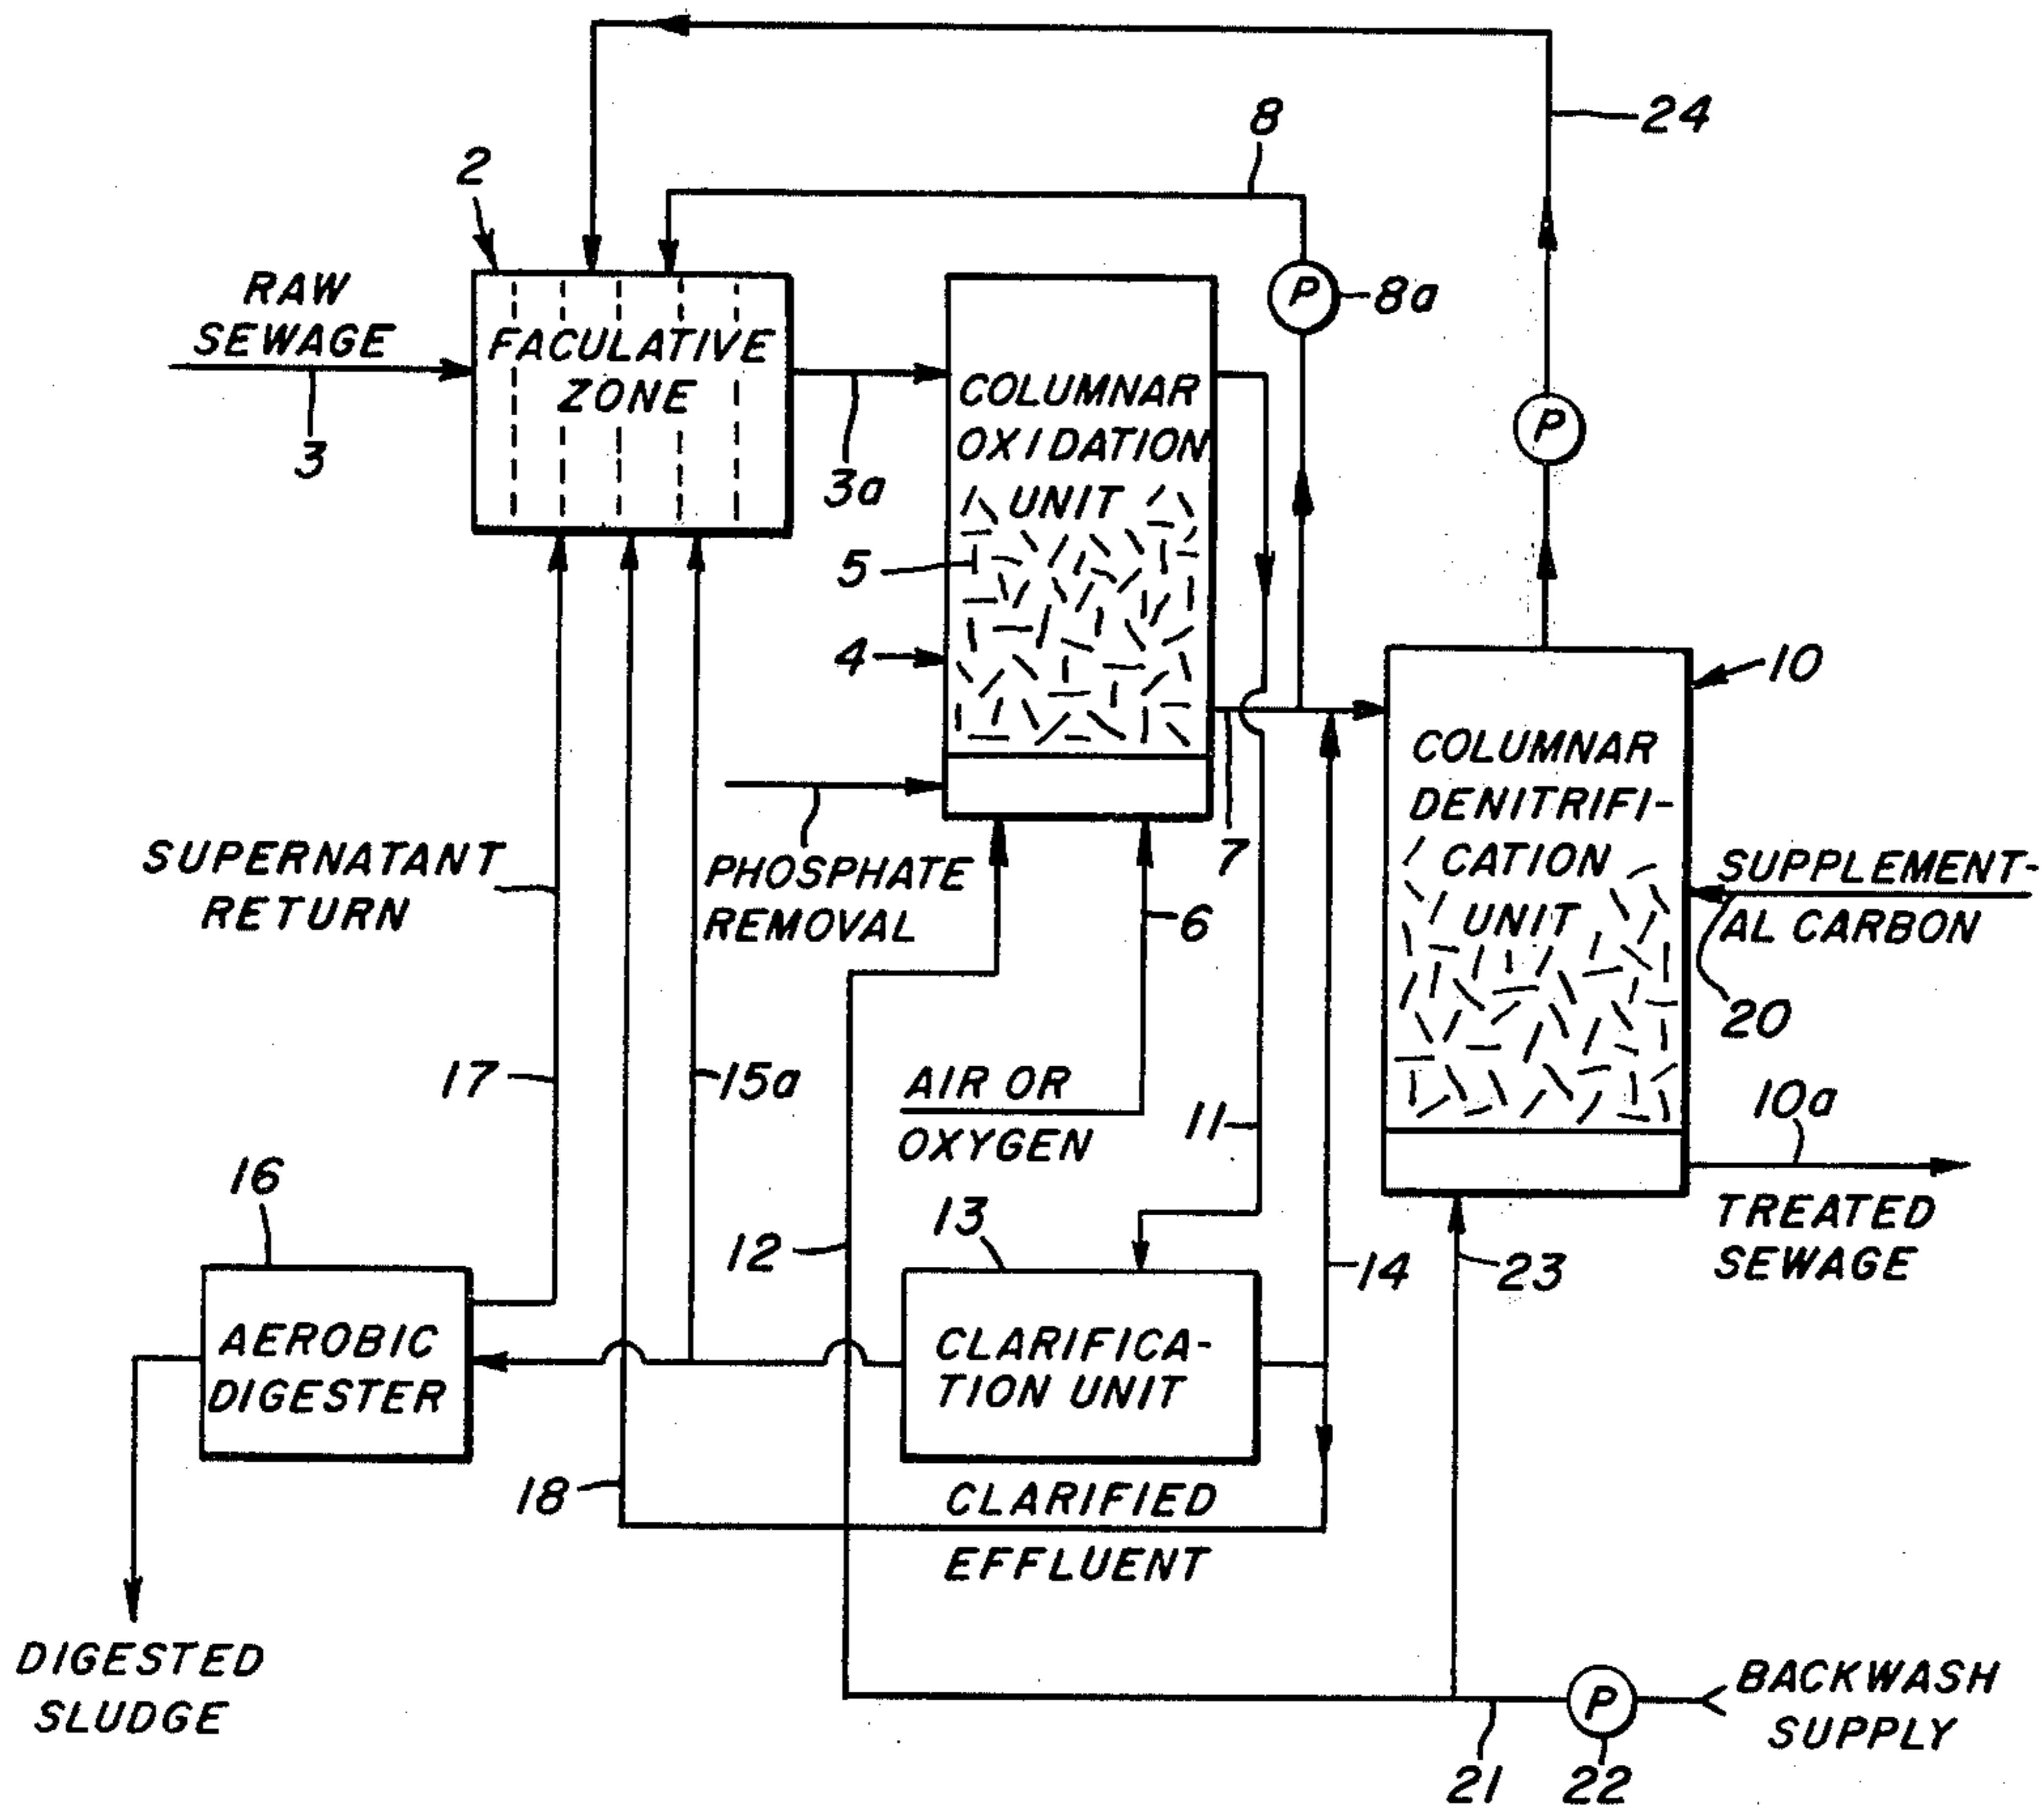 24
8
2
RAW
SEWAGE
3
FACULATIVE
ZONE
3a
P
8a
P
COLUMNAR
OXIDATION
UNIT
5
4
10
COLUMNAR
DENITRIFI-
CATION
UNIT
7
SUPPLEMENT-
AL CARBON
20
SUPERNATANT
RETURN
PHOSPHATE
REMOVAL
6
17
15a
AIR OR
OXYGEN
11
10a
TREATED
SEWAGE
16
12
13
14
23
AEROBIC
DIGESTER
CLARIFICA-
TION UNIT
18
CLARIFIED
EFFLUENT
DIGESTED
SLUDGE
P
BACKWASH
SUPPLY
21
22